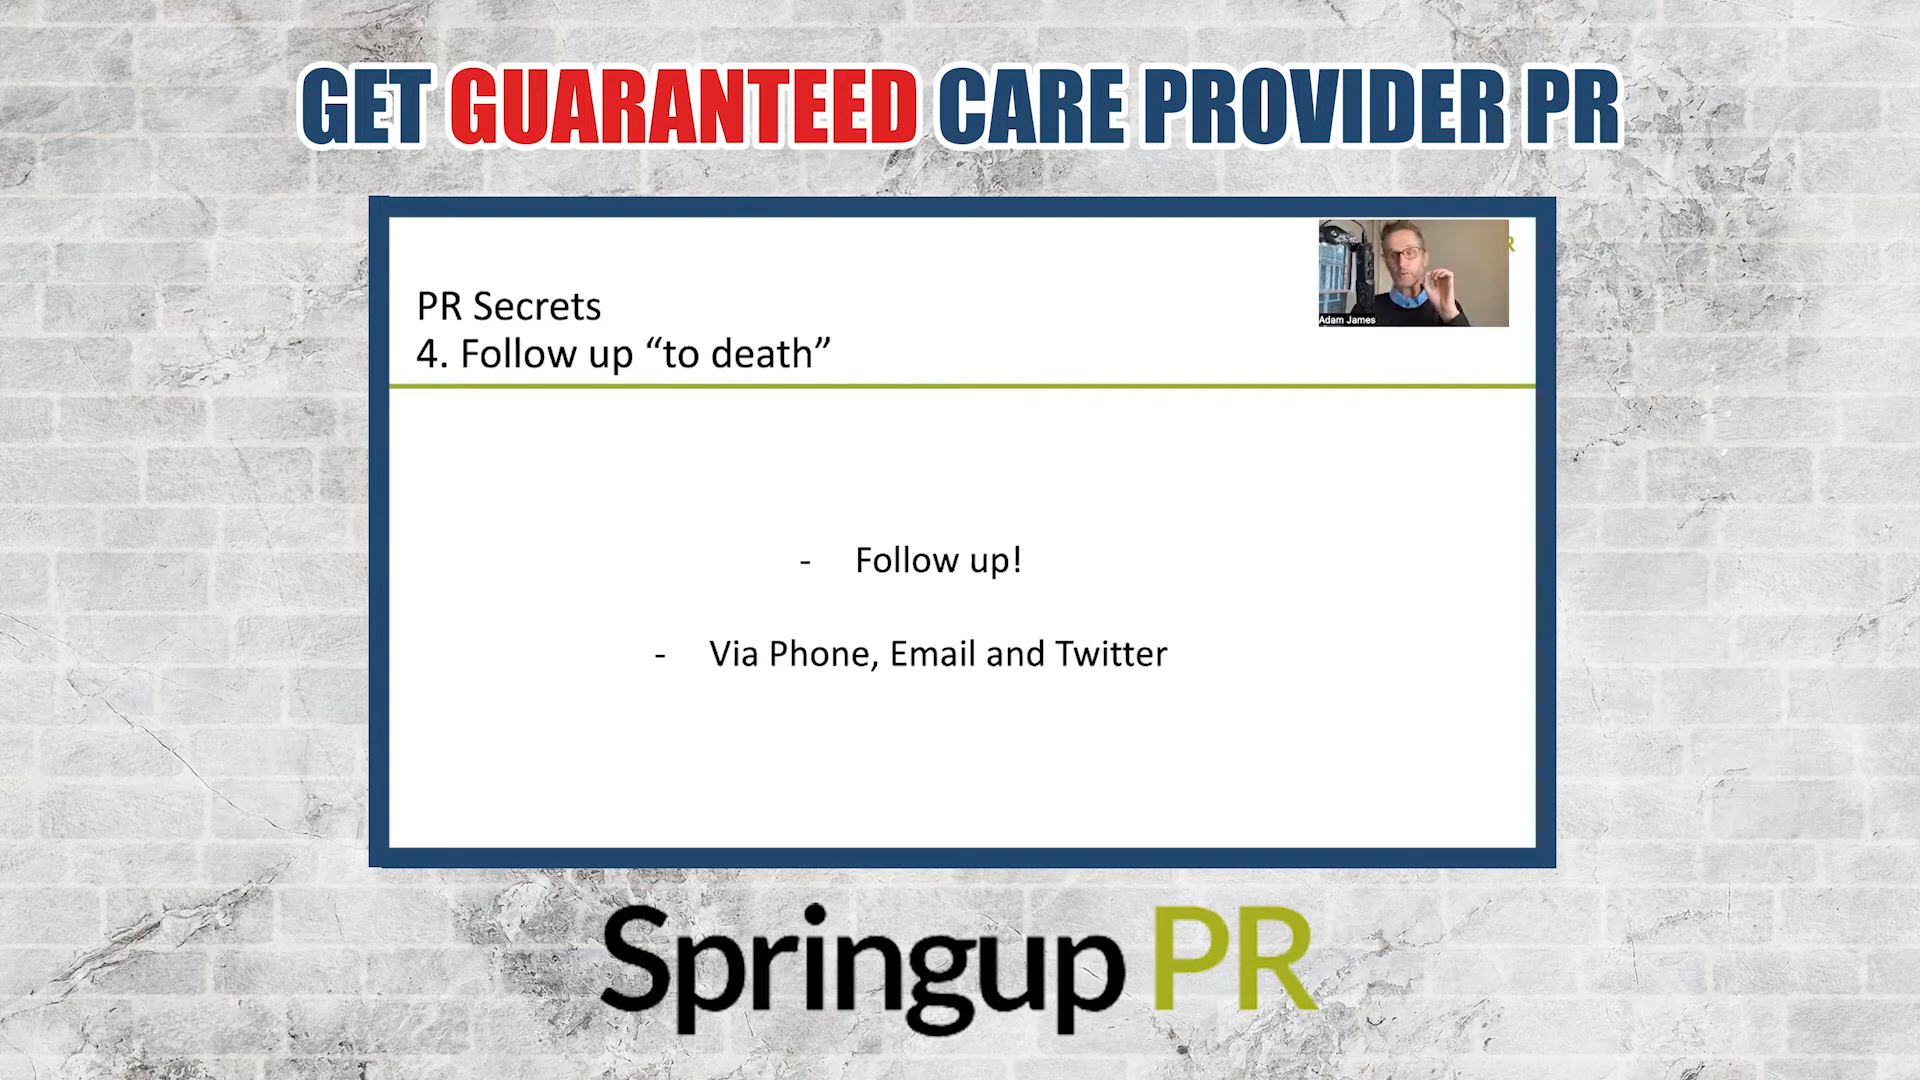 GET GUARANTEED CARE PROVIDER PR
R
Adam James
PR Secrets
4. Follow up “to death”
- Follow up!
- Via Phone, Email and Twitter
Springup PR